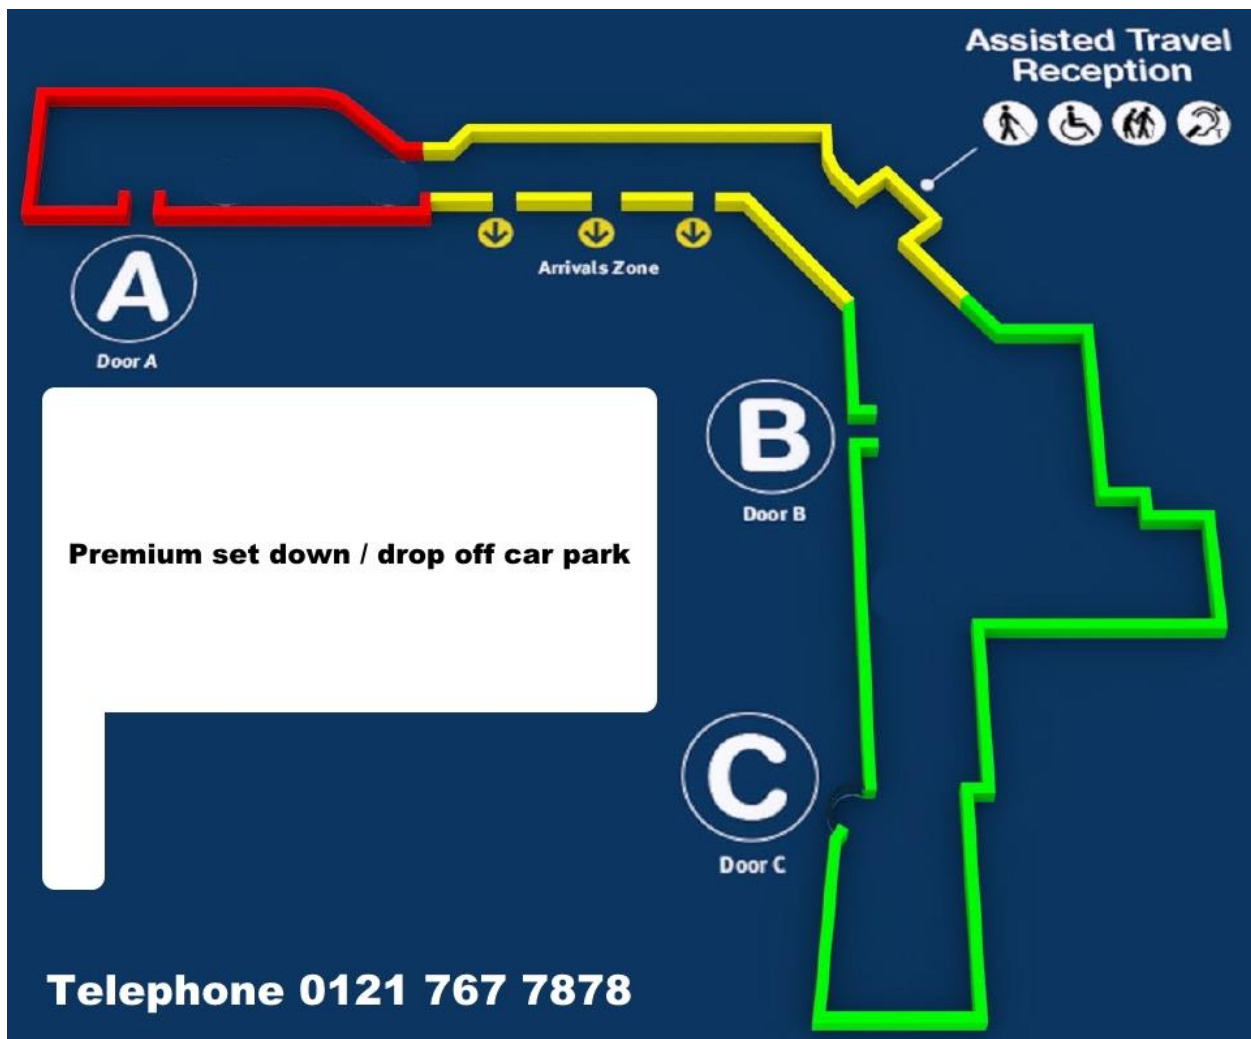 Assisted Travel
Reception
Arrivals Zone
A
Door A
B
Door B
Premium set down / drop off car park
C
Door C
Telephone 0121 767 7878